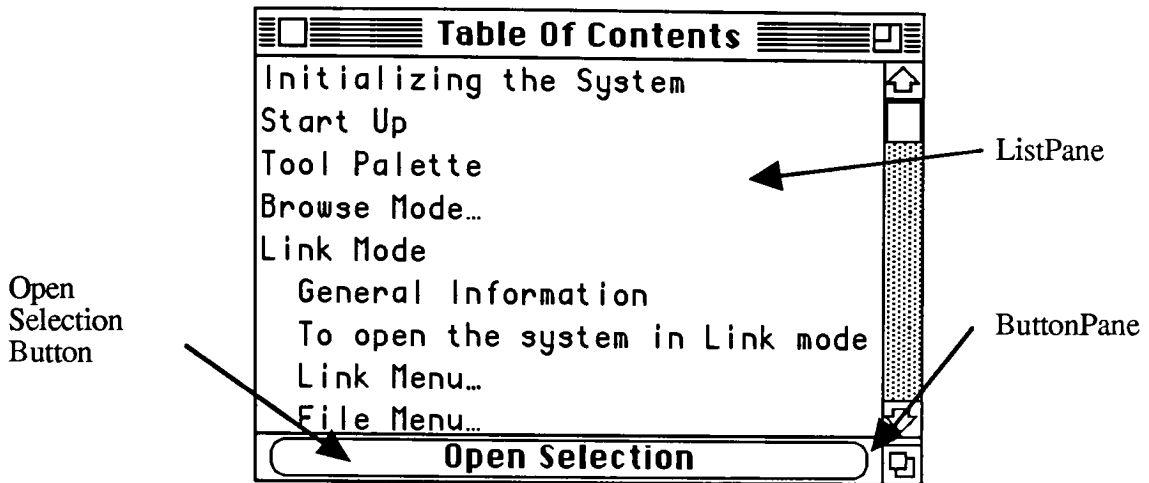 Table Of Contents
Initializing the System
Start Up
Tool Palette
Browse Mode…
Link Mode
General Information
To open the system in Link mode
Link Menu…
File Menu…
Open Selection
ListPane
ButtonPane
Open
Selection
Button